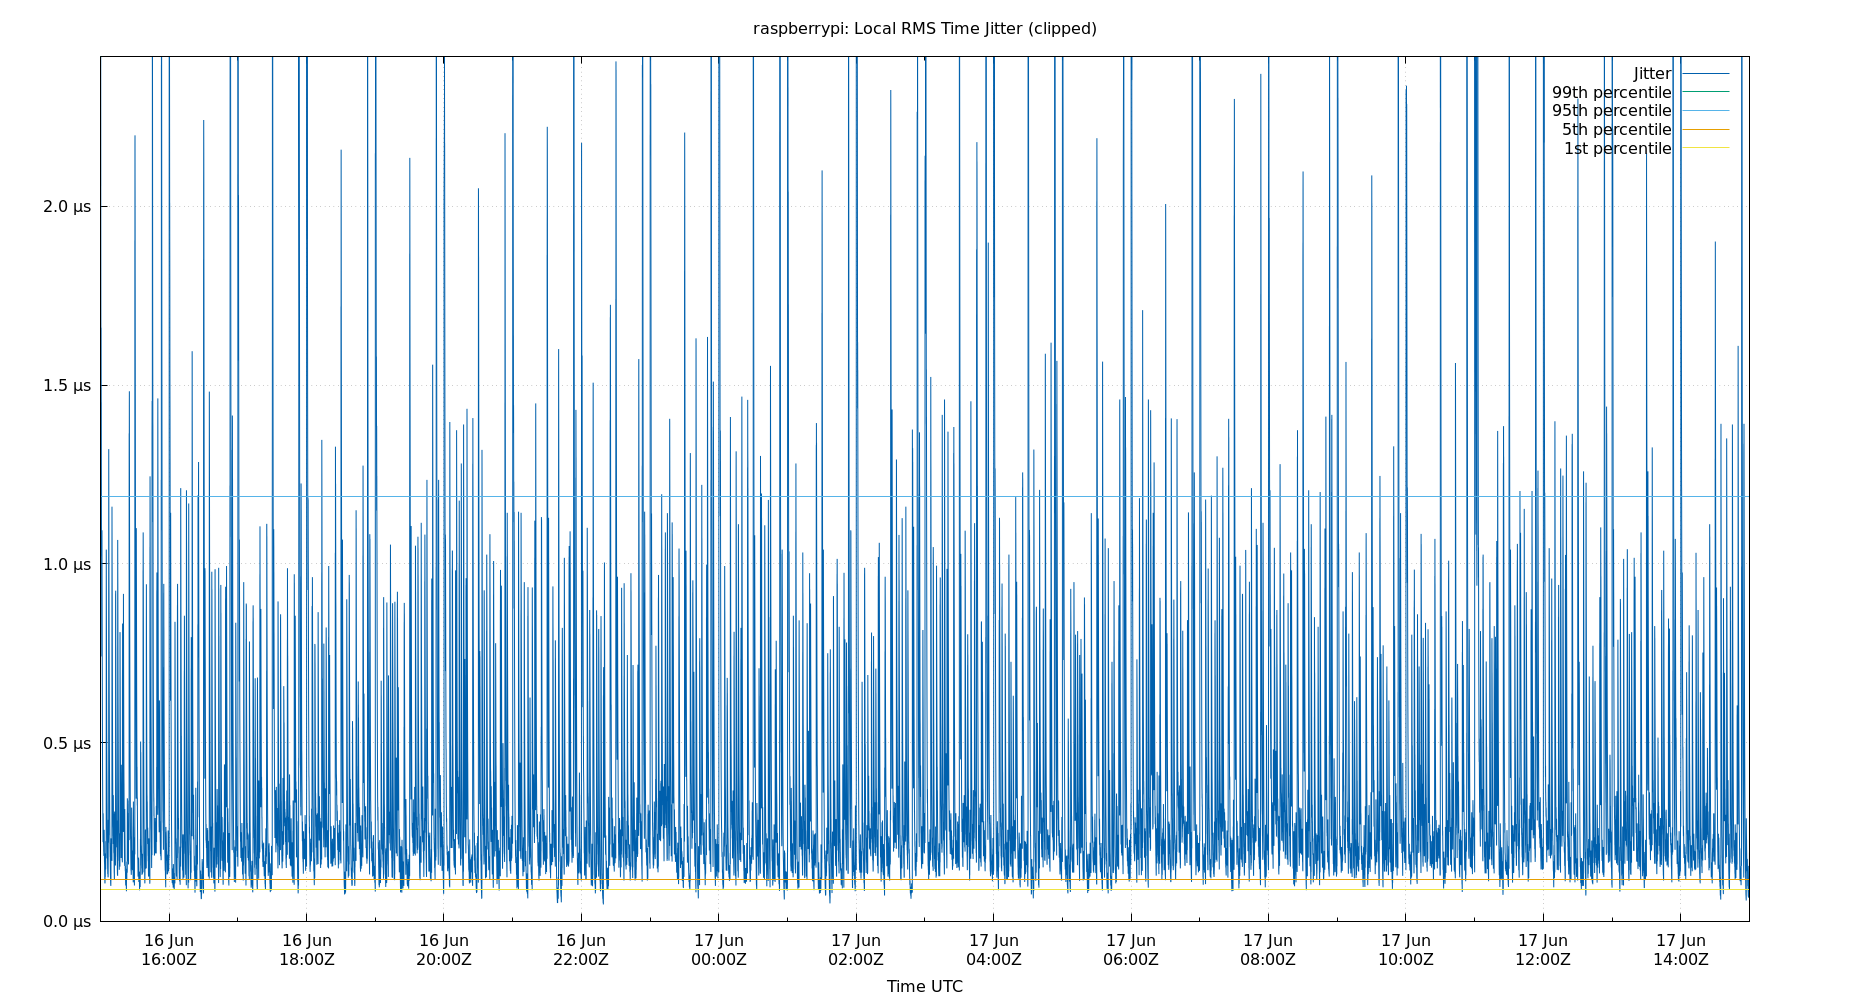 raspberrypi: Local RMS Time Jitter (clipped)
Jitter
99th percentile
95th percentile
5th percentile
1st percentile
2.0 µs
1.5 µs
1.0 µs
0.5 µs
0.0 µs
16 Jun 16 Jun 16 Jun 16 Jun 17 Jun 17 Jun 17 Jun 17 Jun 17 Jun 17 Jun 17 Jun 17 Jun
16:00Z 18:00Z 20:00Z 22:00Z 00:00Z 02:00Z 04:00Z 06:00Z 08:00Z 10:00Z 12:00Z 14:00Z
Time UTC